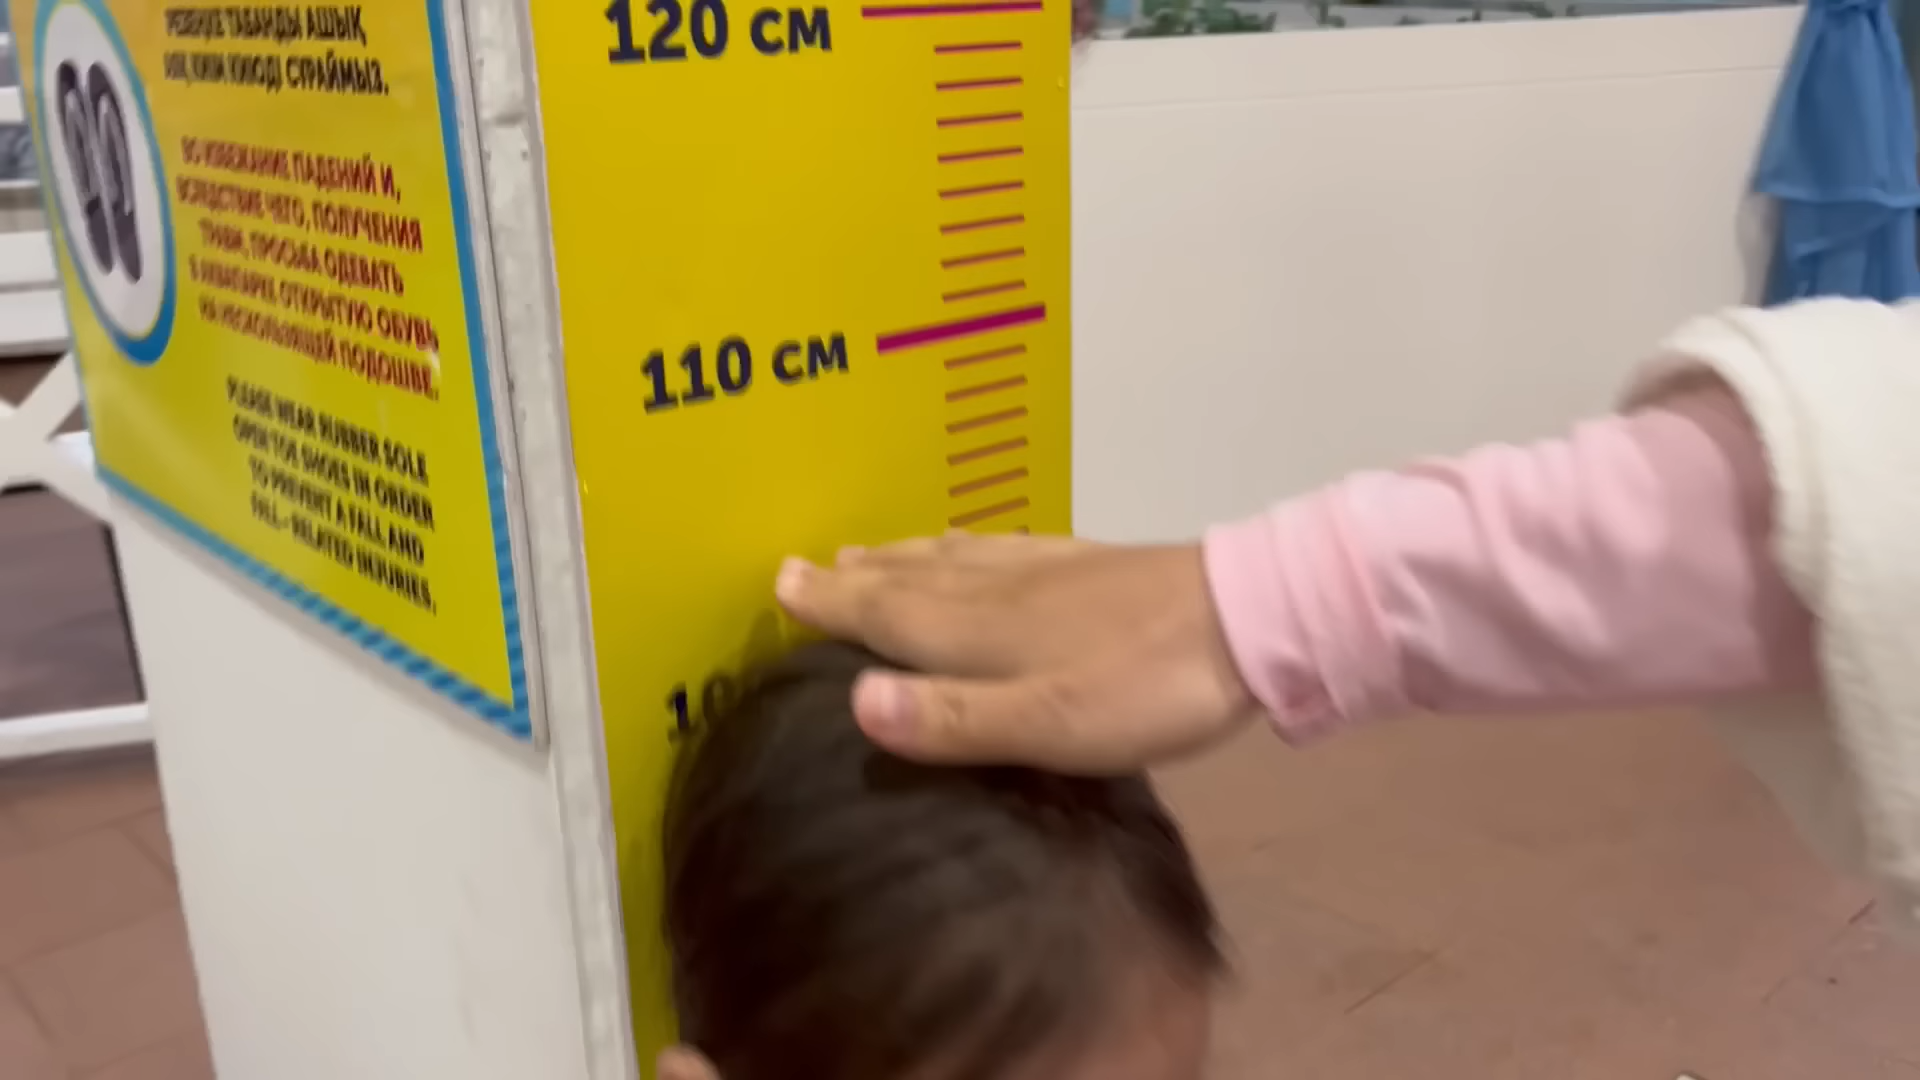 ТАБАНДЫ АШЫҚ
КИІМ КИЮДІ СҰРАЙМЫЗ.
ВО ИЗБЕЖАНИЕ ПАДЕНИЙ И,
ВСЛЕДСТВИЕ ЧЕГО, ПОЛУЧЕНИЯ
ТРАВМ, ПРОСЬБА ОДЕВАТЬ
В АКВАПАРКЕ ОТКРЫТУЮ ОБУВЬ
НА НЕСКОЛЬЗЯЩЕЙ ПОДОШВЕ.
PLEASE WEAR RUBBER SOLE
OPEN TOE SHOES IN ORDER
TO PREVENT A FALL AND
FALL-RELATED INJURIES.
120 см
110 см